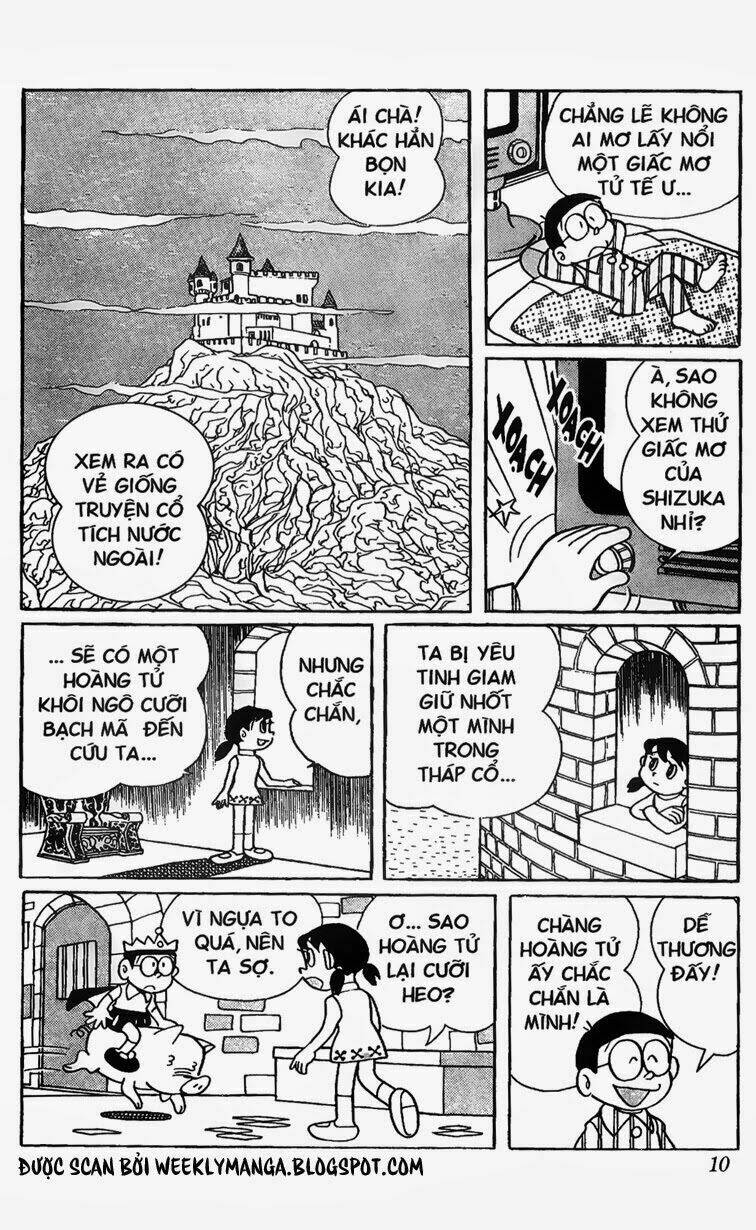 CHẲNG LẼ KHÔNG
AI MƠ LẤY NỔI
MỘT GIẤC MƠ
TỬ TẾ Ư...
À, SAO
KHÔNG
XEM THỬ
GIẤC MƠ
CỦA
SHIZUKA
NHỈ?
XOẠCH
XOẠCH
ÁI CHÀ!
KHÁC HẲN
BỌN
KIA!
XEM RA CÓ
VẺ GIỐNG
TRUYỆN CỔ
TÍCH NƯỚC
NGOÀI!
TA BỊ YÊU
TINH GIAM
GIỮ NHỐT
MỘT MÌNH
TRONG
THÁP CỔ...
NHƯNG
CHẮC
CHẮN,
... SẼ CÓ MỘT
HOÀNG TỬ
KHÔI NGÔ CƯỠI
BẠCH MÃ ĐẾN
CỨU TA...
DỄ
THƯƠNG
ĐẤY!
CHÀNG
HOÀNG TỬ
ẤY CHẮC
CHẮN LÀ
MÌNH!
Ơ... SAO
HOÀNG TỬ
LẠI CƯỠI
HEO?
VÌ NGỰA TO
QUÁ, NÊN
TA SỢ.
ĐƯỢC SCAN BỞI WEEKLYMANGA.BLOGSPOT.COM
10